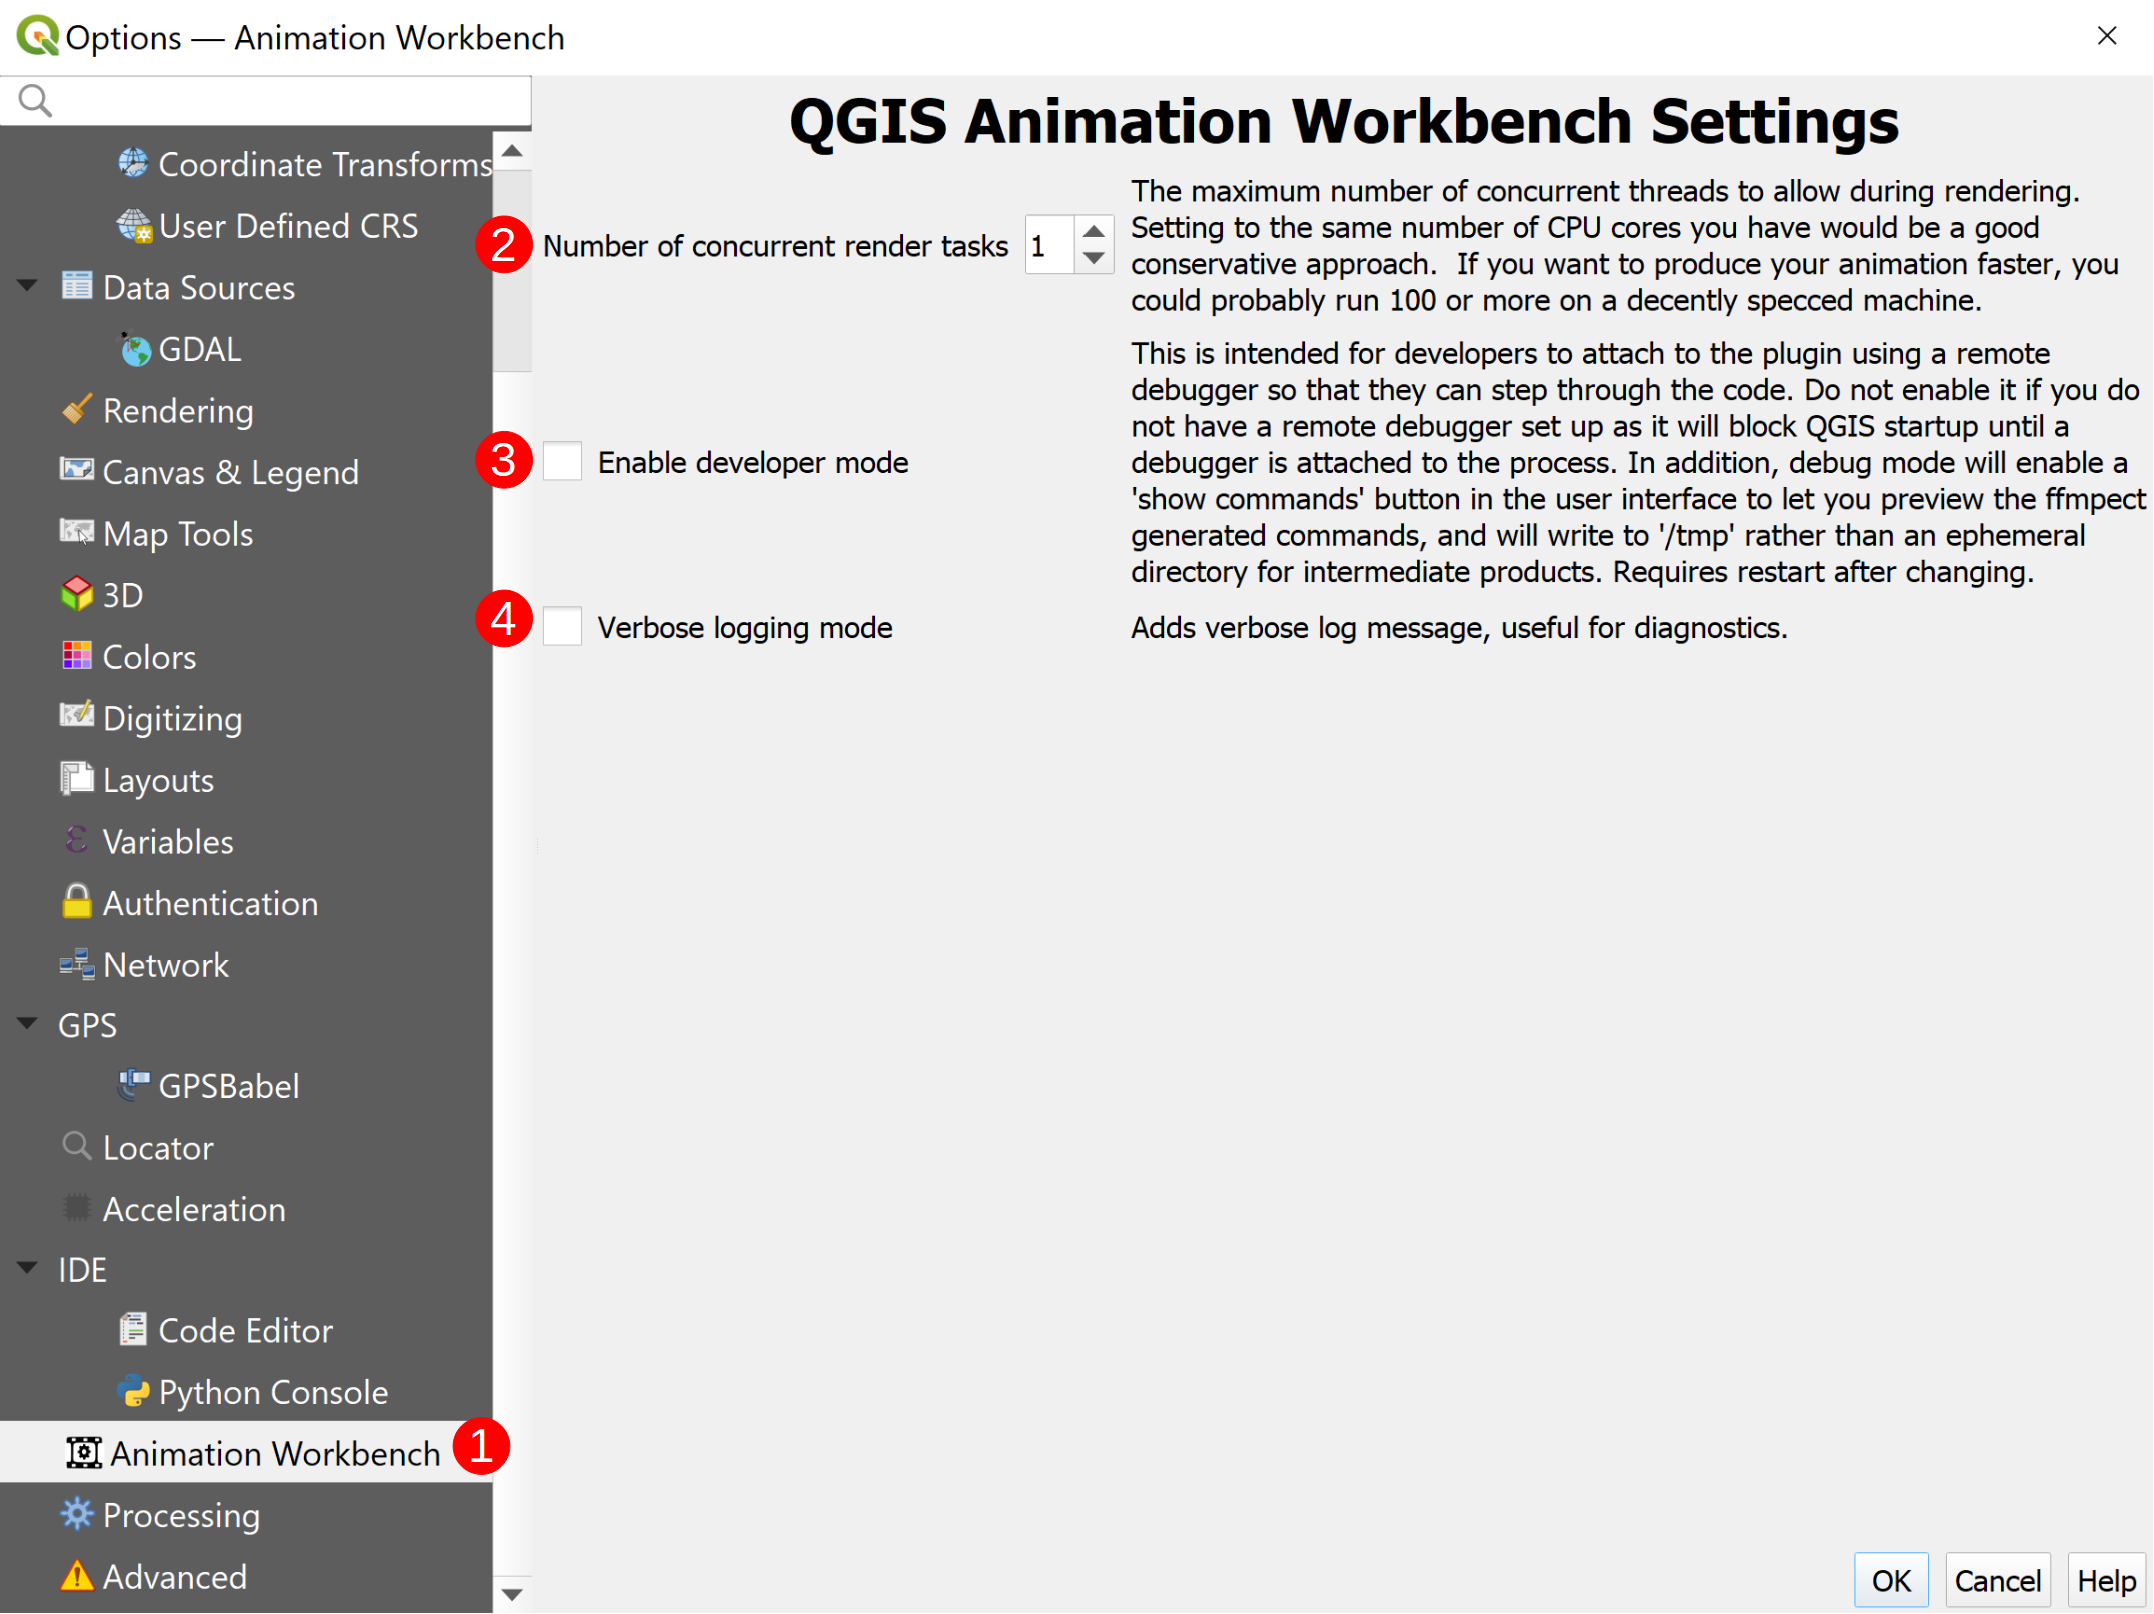 Options — Animation Workbench
Coordinate Transforms
User Defined CRS
Data Sources
GDAL
Rendering
Canvas & Legend
Map Tools
3D
Colors
Digitizing
Layouts
Variables
Authentication
Network
GPS
GPSBabel
Locator
Acceleration
IDE
Code Editor
Python Console
Animation Workbench 1
Processing
Advanced
QGIS Animation Workbench Settings
2 Number of concurrent render tasks 1
The maximum number of concurrent threads to allow during rendering.
Setting to the same number of CPU cores you have would be a good
conservative approach.  If you want to produce your animation faster, you
could probably run 100 or more on a decently specced machine.
3 Enable developer mode
This is intended for developers to attach to the plugin using a remote
debugger so that they can step through the code. Do not enable it if you do
not have a remote debugger set up as it will block QGIS startup until a
debugger is attached to the process. In addition, debug mode will enable a
'show commands' button in the user interface to let you preview the ffmpect
generated commands, and will write to '/tmp' rather than an ephemeral
directory for intermediate products. Requires restart after changing.
4 Verbose logging mode
Adds verbose log message, useful for diagnostics.
OK Cancel Help